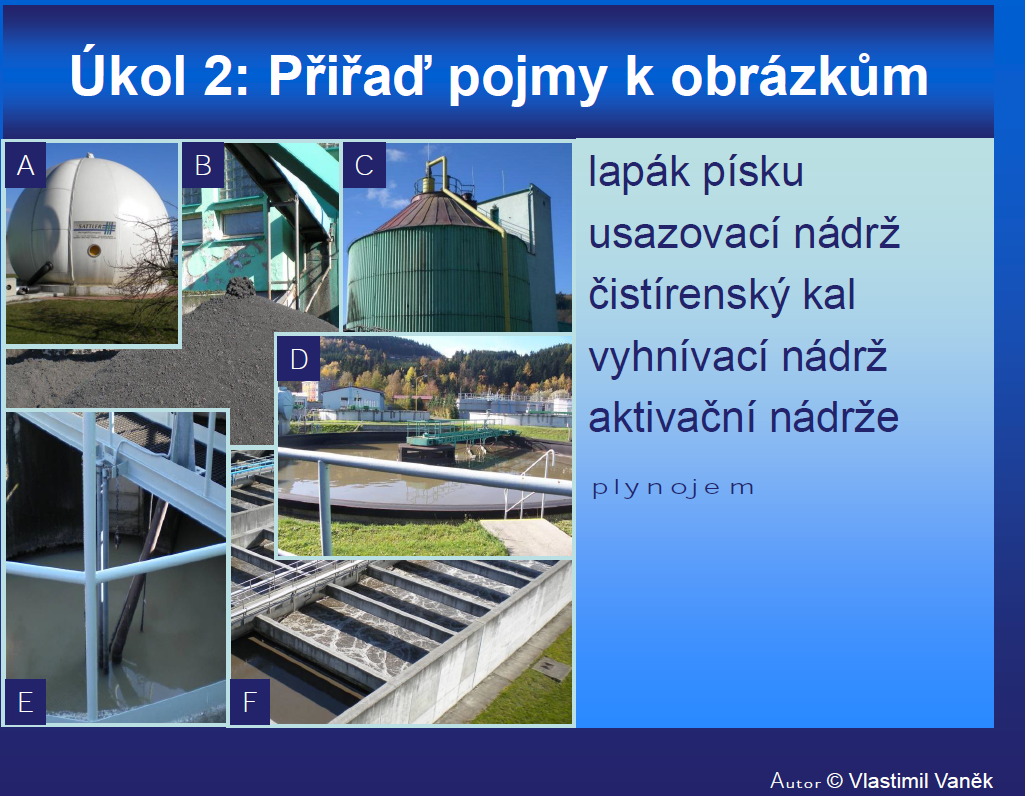 Úkol 2: Přiřaď pojmy k obrázkům
A
B
C
SATTLER
D
E
F
lapák písku
usazovací nádrž
čistírenský kal
vyhnívací nádrž
aktivační nádrže
plynojem
Autor © Vlastimil Vaněk